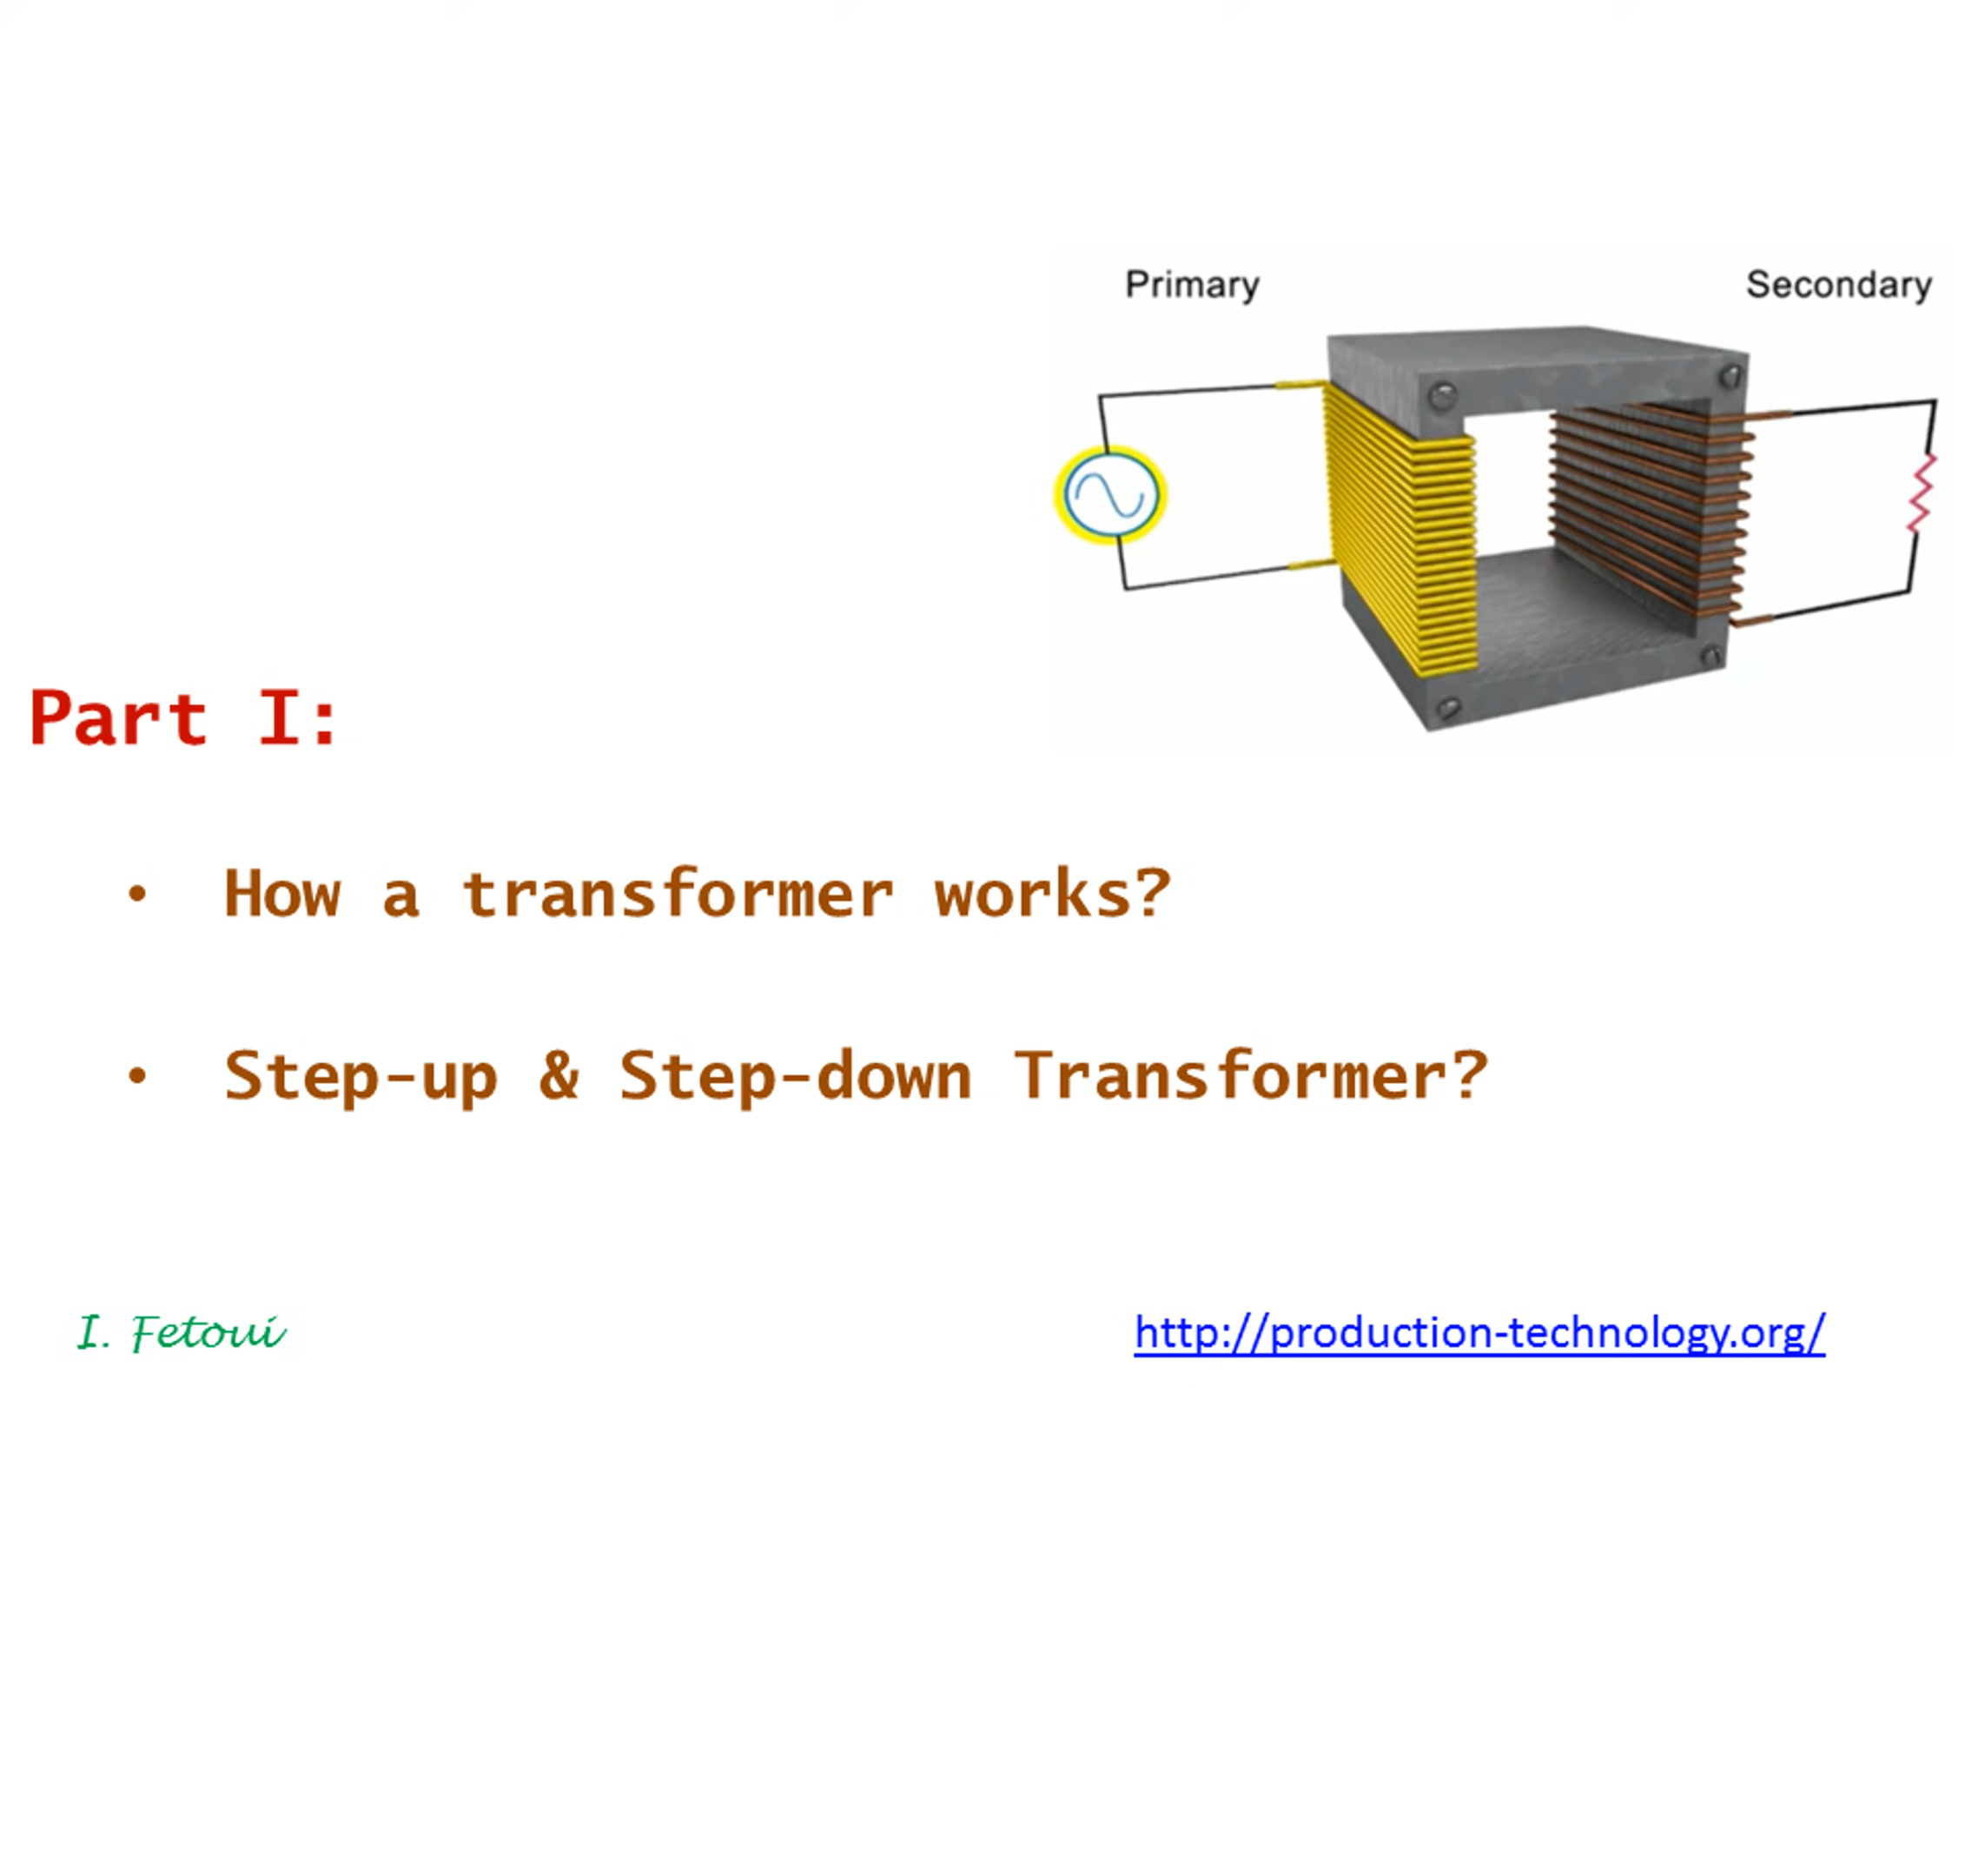 Primary
Secondary
Part I:
• How a transformer works?
• Step-up & Step-down Transformer?
I. Fetoui
http://production-technology.org/